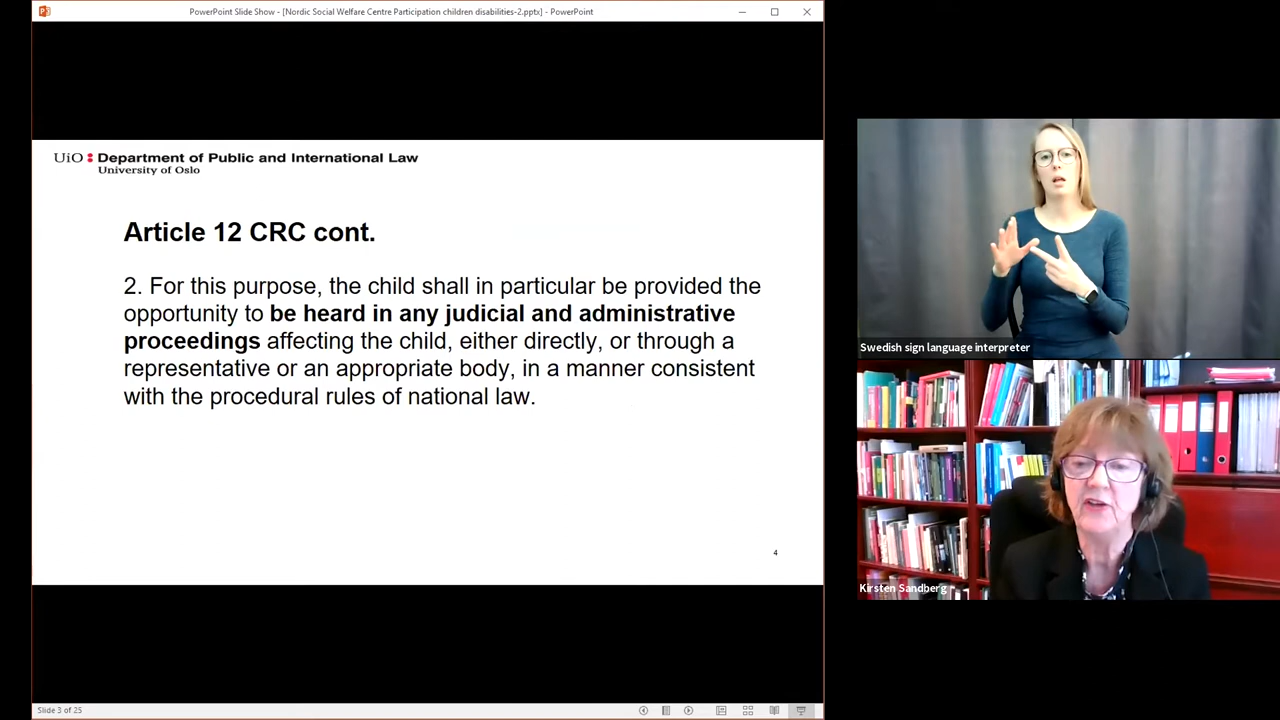 PowerPoint Slide Show - [Nordic Social Welfare Centre Participation children disabilities-2.pptx] - PowerPoint
UiO Department of Public and International Law
University of Oslo
Article 12 CRC cont.
2. For this purpose, the child shall in particular be provided the
opportunity to be heard in any judicial and administrative
proceedings affecting the child, either directly, or through a
representative or an appropriate body, in a manner consistent
with the procedural rules of national law.
4
Slide 3 of 25
Swedish sign language interpreter
Kirsten Sandberg